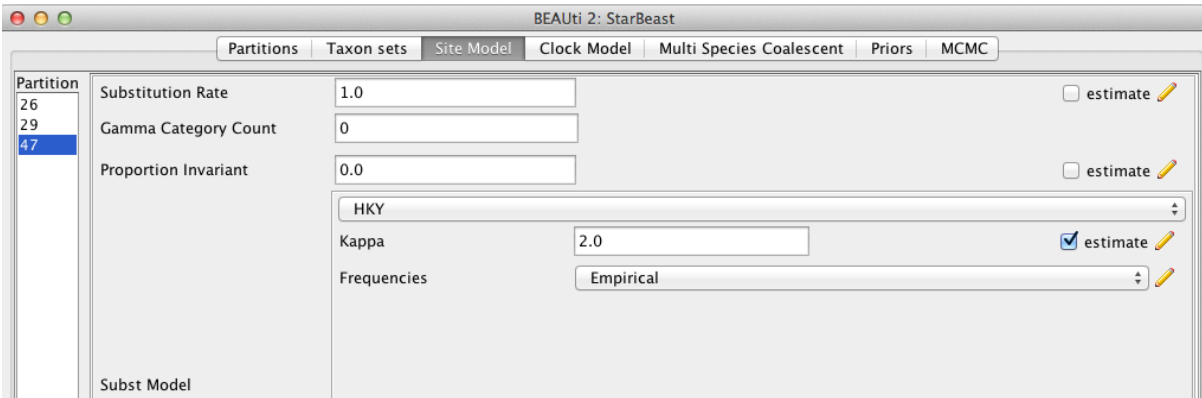 BEAUti 2: StarBeast
Partitions Taxon sets Site Model Clock Model Multi Species Coalescent Priors MCMC
Partition
26
29
47
Substitution Rate 1.0 estimate
Gamma Category Count 0
Proportion Invariant 0.0 estimate
HKY
Kappa 2.0 estimate
Frequencies Empirical
Subst Model